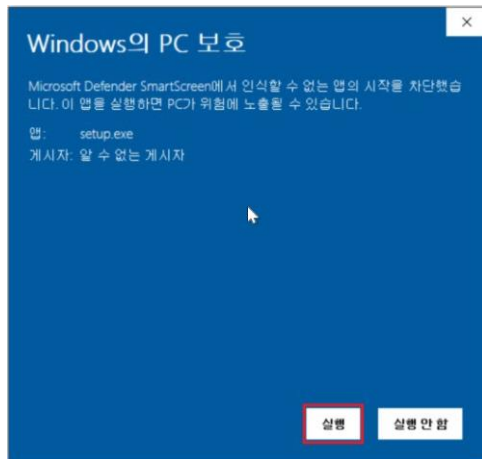 Windows의 PC 보호
Microsoft Defender SmartScreen에서 인식할 수 없는 앱의 시작을 차단했습
니다. 이 앱을 실행하면 PC가 위험에 노출될 수 있습니다.
앱: setup.exe
게시자: 알 수 없는 게시자
실행 실행 안 함